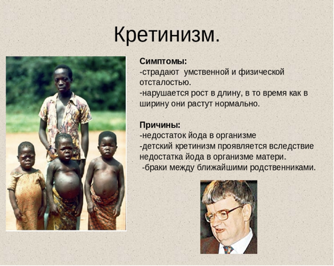 Кретинизм.
Симптомы:
-страдают умственной и физической
отсталостью.
-нарушается рост в длину, в то время как в
ширину они растут нормально.
Причины:
-недостаток йода в организме
-детский кретинизм проявляется вследствие
недостатка йода в организме матери.
-браки между ближайшими родственниками.